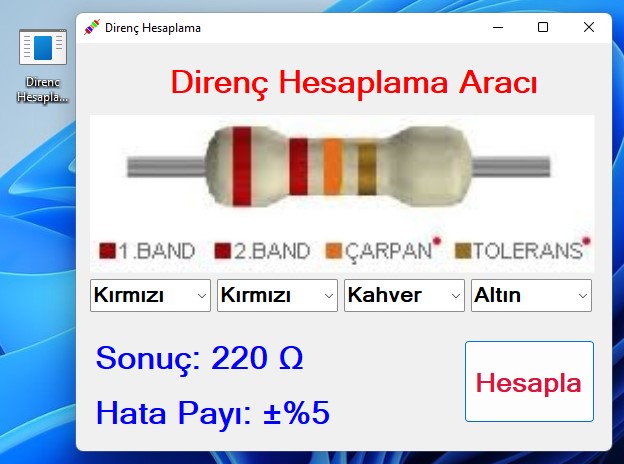 Direnç Hesaplama
Direnc
Hesapla...
Direnç Hesaplama Aracı
1.BAND 2.BAND ÇARPAN TOLERANS
Kırmızı Kırmızı Kahver Altın
Sonuç: 220 Ω
Hesapla
Hata Payı: ±%5